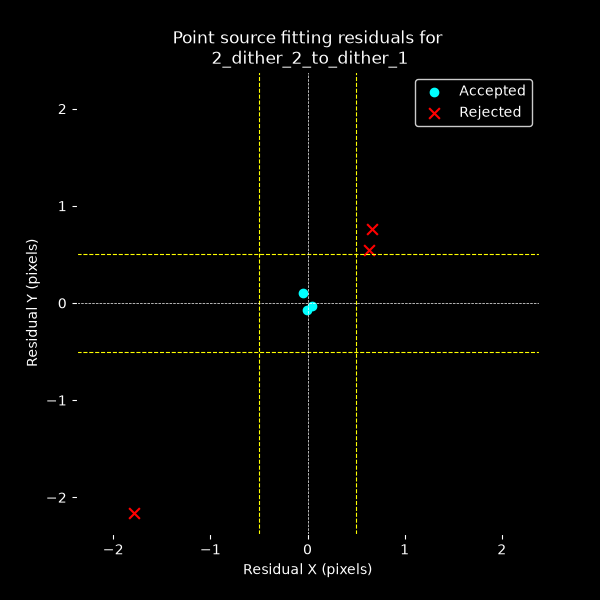 Point source fitting residuals for
2_dither_2_to_dither_1
Accepted
Rejected
Residual Y (pixels)
2
1
0
−1
−2
−2
−1
0
1
2
Residual X (pixels)